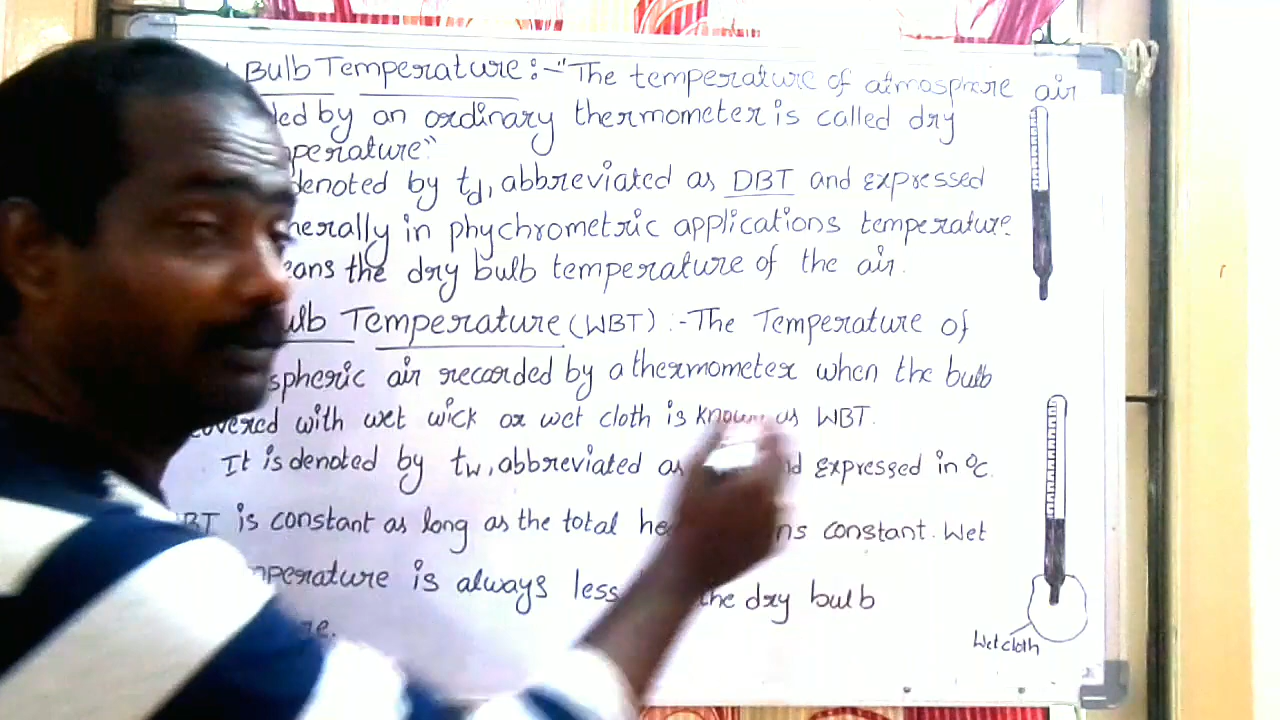 Bulb Temperature :- "The temperature of atmosphere air
by an ordinary thermometer is called dry
perature"
denoted by td, abbreviated as DBT and expressed
nerally in phychrometric applications temperature
eans the dry bulb temperature of the air.
ulb Temperature (WBT) :- The Temperature of
spheric air recorded by a thermometer when the bulb
covered with wet wick or wet cloth is known as WBT.
It is denoted by tw, abbreviated as expressed in °c.
BT is constant as long as the total he ns constant. Wet
perature is always less the dry bulb
re.
Wet cloth